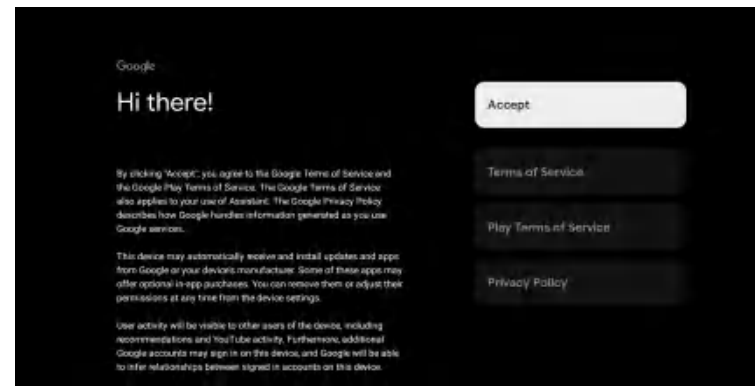 Google
Hi there!
By clicking "Accept", you agree to the Google Terms of Service and
the Google Play Terms of Service. The Google Terms of Service
also applies to your use of Assistant. The Google Privacy Policy
describes how Google handles information generated as you use
Google services.
This device may automatically receive and install updates and apps
from Google or your device's manufacturer. Some of these apps may
offer optional in-app purchases. You can remove them or adjust their
permissions at any time from the device settings.
User activity will be visible to other users of the device, including
recommendations and YouTube activity. Furthermore, additional
Google accounts may sign in on this device, and Google will be able
to infer relationships between signed in accounts on this device.
Accept
Terms of Service
Play Terms of Service
Privacy Policy